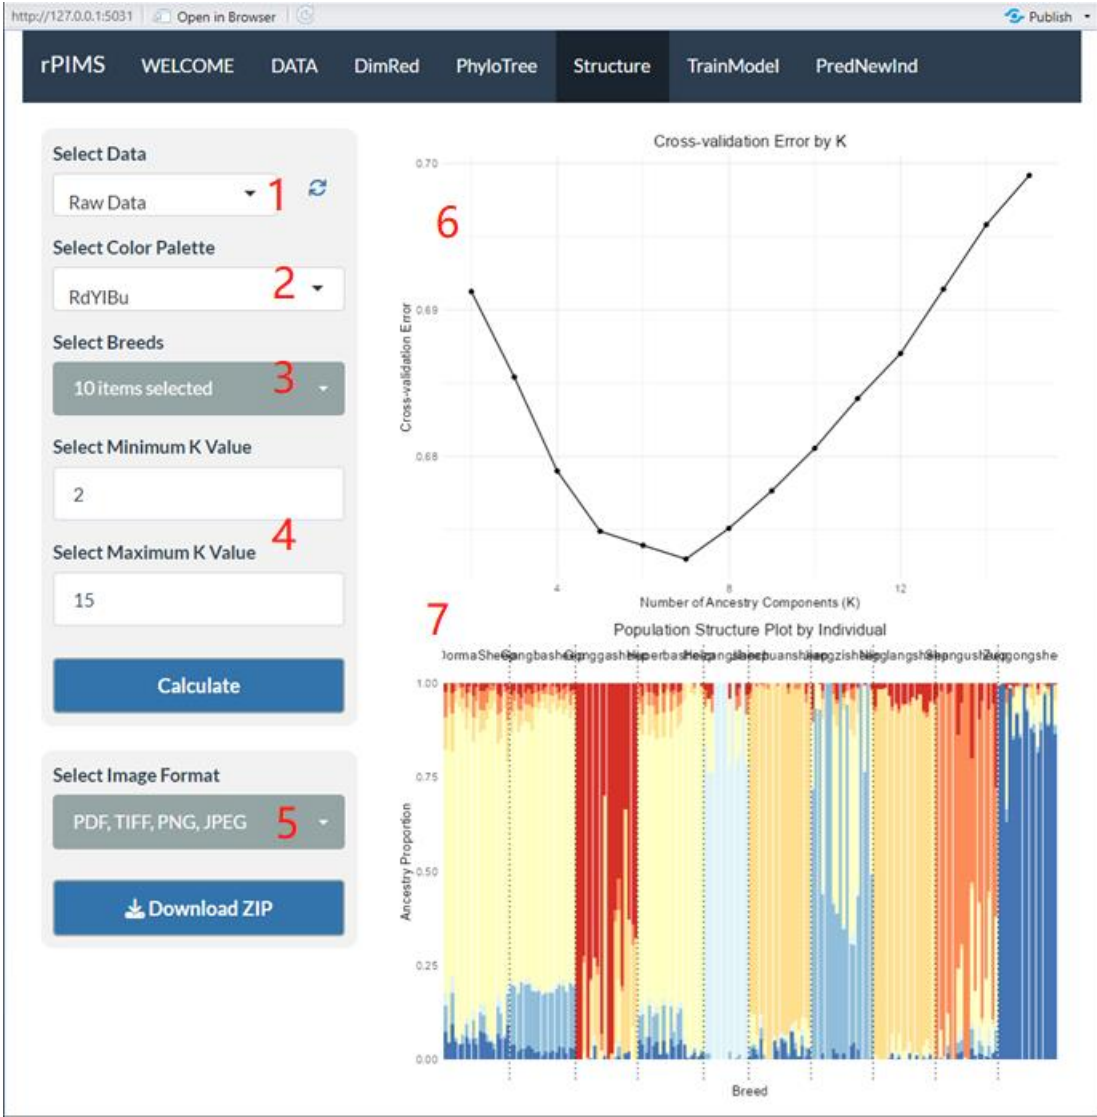 http://127.0.0.1:5031 Open in Browser Publish
rPIMS WELCOME DATA DimRed PhyloTree Structure TrainModel PredNewInd
Select Data
Raw Data 1
Select Color Palette
RdYlBu 2
Select Breeds
10 items selected 3
Select Minimum K Value
2
4
Select Maximum K Value
15
Calculate
Select Image Format
PDF, TIFF, PNG, JPEG 5
Download ZIP
Cross-validation Error by K
6
0.70
0.69
0.68
Cross-validation Error
4 8 12
Number of Ancestry Components (K)
7
Population Structure Plot by Individual
1.00
0.75
0.50
0.25
0.00
Ancestry Proportion
Breed